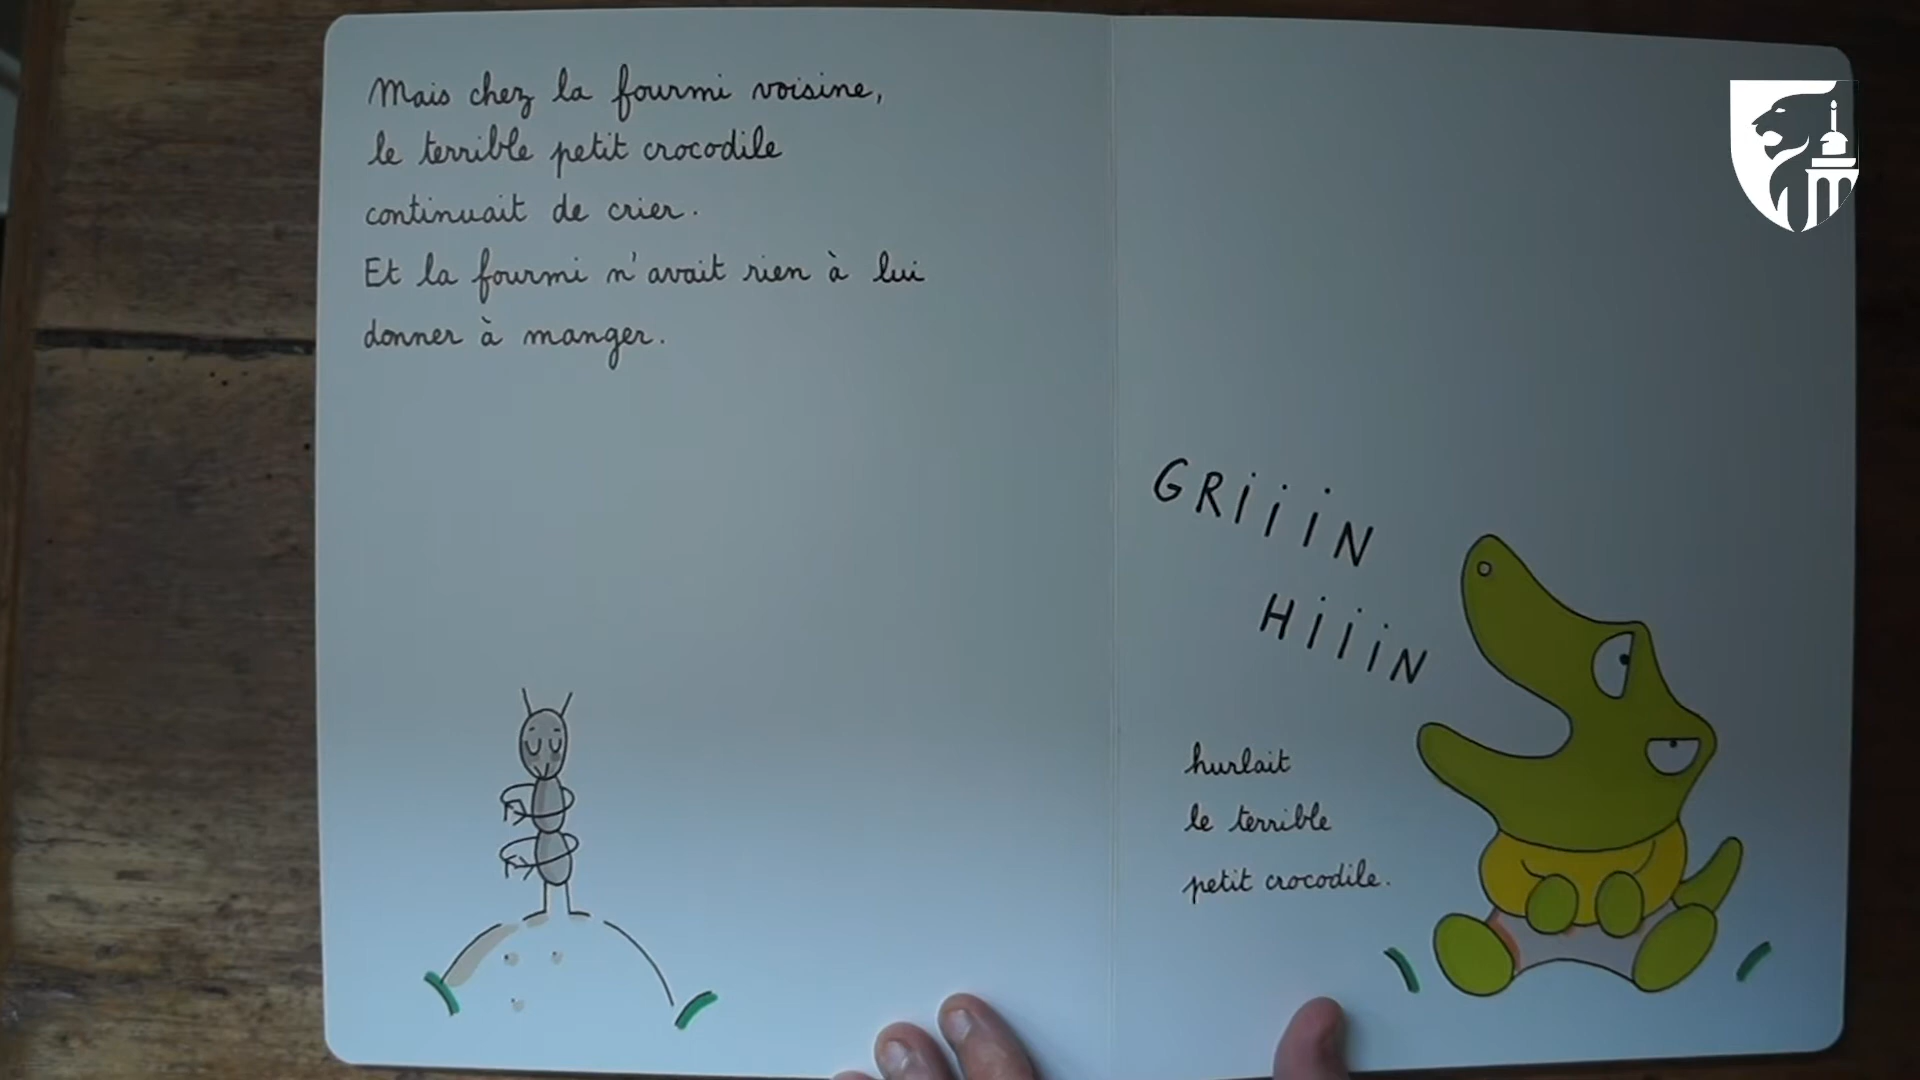 Mais chez la fourmi voisine,
le terrible petit crocodile
continuait de crier.
Et la fourmi n'avait rien à lui
donner à manger.
GRiiiN
HiiiN
hurlait
le terrible
petit crocodile.